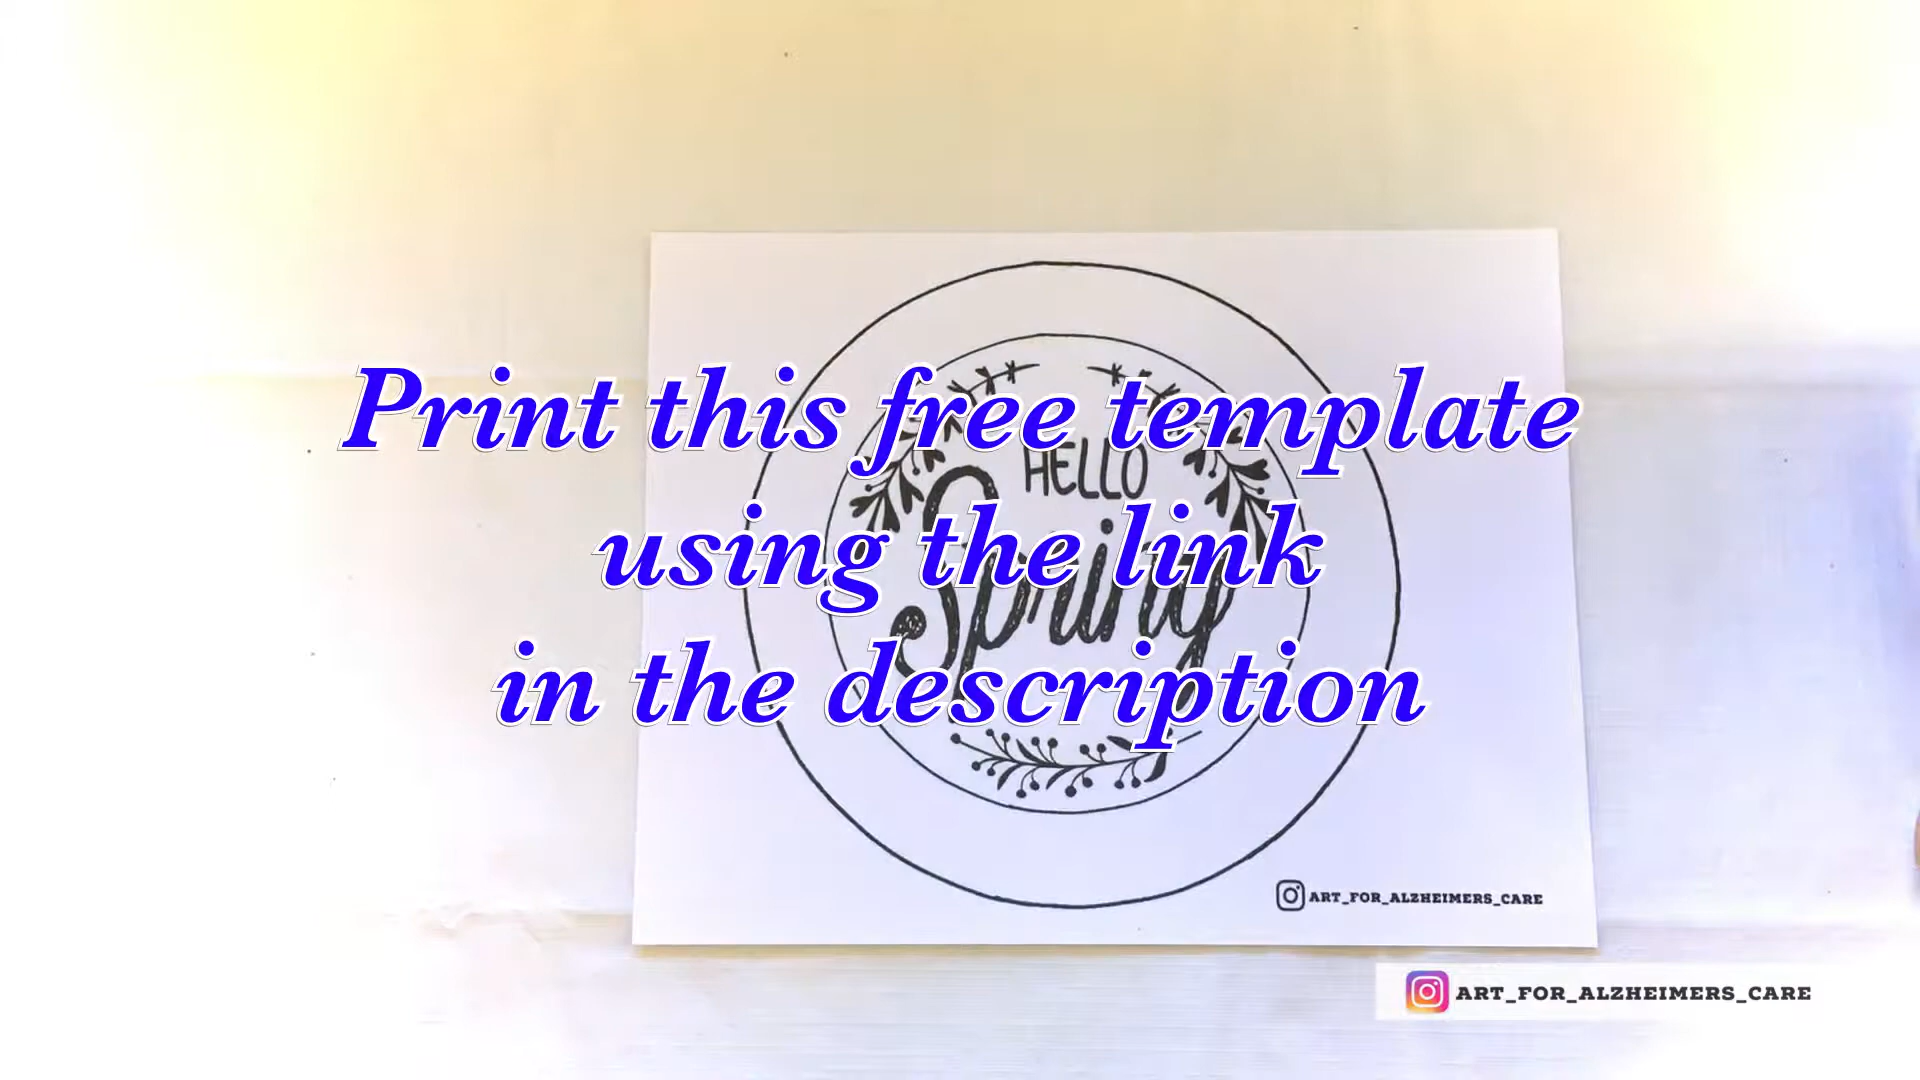 Print this free template
HELLO
using the link
Spring
in the description
ART_FOR_ALZHEIMERS_CARE
ART_FOR_ALZHEIMERS_CARE